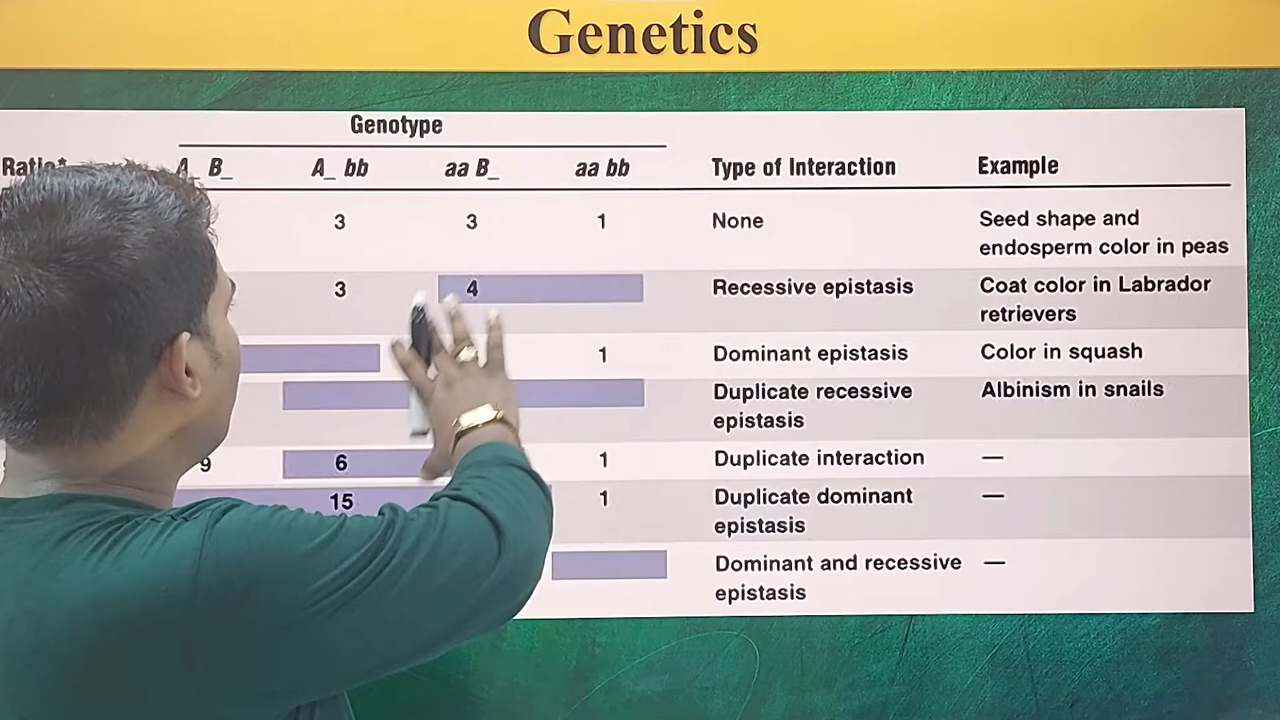 Genetics
Genotype
Ratio* A_ B_ A_ bb aa B_ aa bb Type of Interaction Example
3 3 1 None Seed shape and
endosperm color in peas
3 4 Recessive epistasis Coat color in Labrador
retrievers
1 Dominant epistasis Color in squash
Duplicate recessive Albinism in snails
epistasis
9 6 1 Duplicate interaction —
15 1 Duplicate dominant —
epistasis
Dominant and recessive —
epistasis